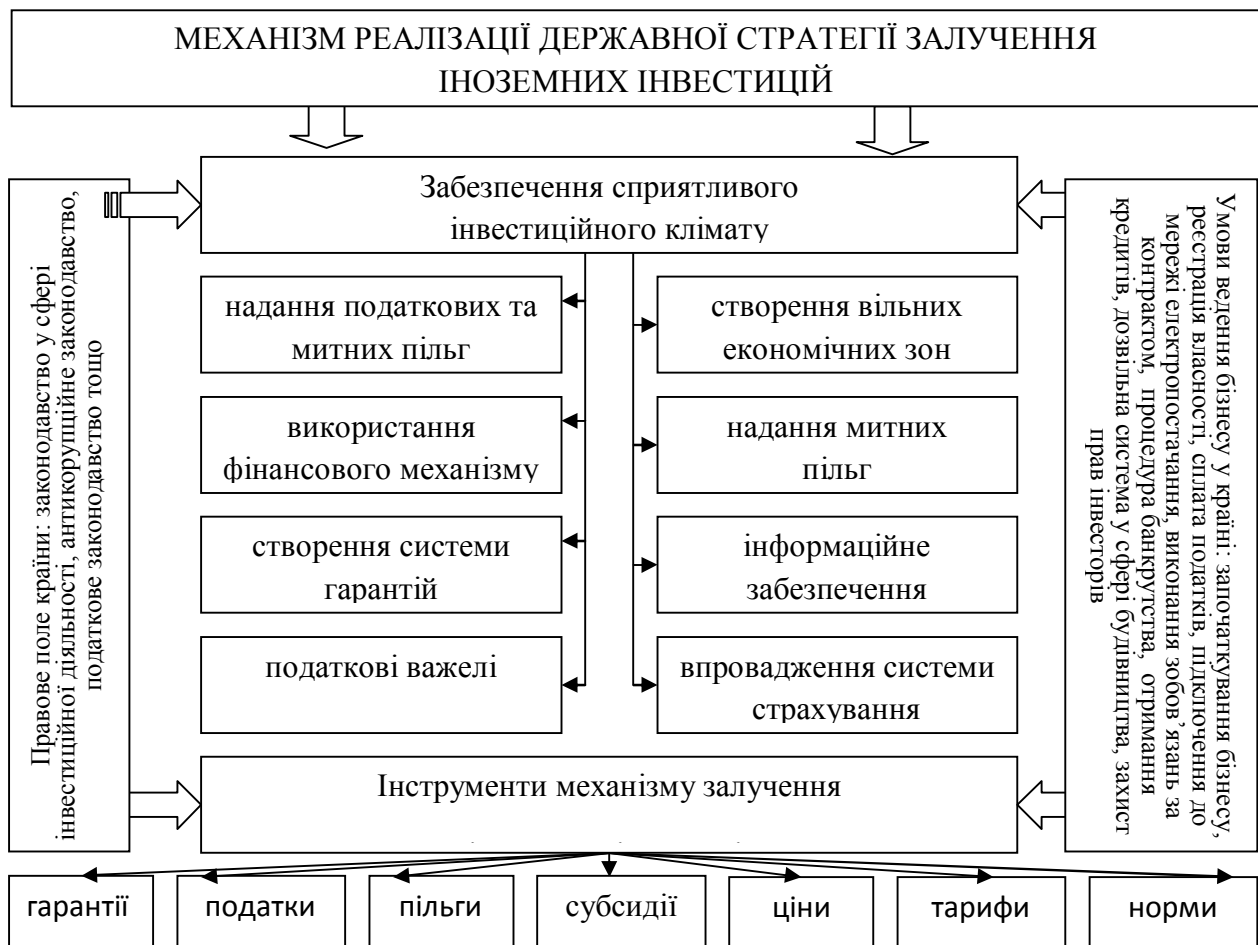 МЕХАНІЗМ РЕАЛІЗАЦІЇ ДЕРЖАВНОЇ СТРАТЕГІЇ ЗАЛУЧЕННЯ
ІНОЗЕМНИХ ІНВЕСТИЦІЙ
Забезпечення сприятливого
інвестиційного клімату
Правове поле країни: законодавство у сфері
інвестиційної діяльності, антикорупційне законодавство,
податкове законодавство тощо
надання податкових та
митних пільг
використання
фінансового механізму
створення системи
гарантій
податкові важелі
створення вільних
економічних зон
надання митних
пільг
інформаційне
забезпечення
впровадження системи
страхування
Умови ведення бізнесу у країні: започаткування бізнесу,
реєстрація власності, сплата податків, підключення до
мережі електропостачання, виконання зобов’язань за
контрактом, процедура банкрутства, отримання
кредитів, дозвільна система у сфері будівництва, захист
прав інвесторів
Інструменти механізму залучення
гарантії
податки
пільги
субсидії
ціни
тарифи
норми